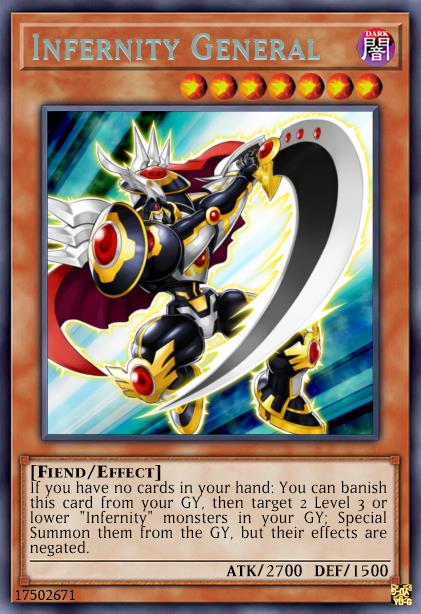 INFERNITY GENERAL
DARK
闇
[FIEND/EFFECT]
If you have no cards in your hand: You can banish
this card from your GY, then target 2 Level 3 or
lower "Infernity" monsters in your GY; Special
Summon them from the GY, but their effects are
negated.
ATK/2700 DEF/1500
17502671